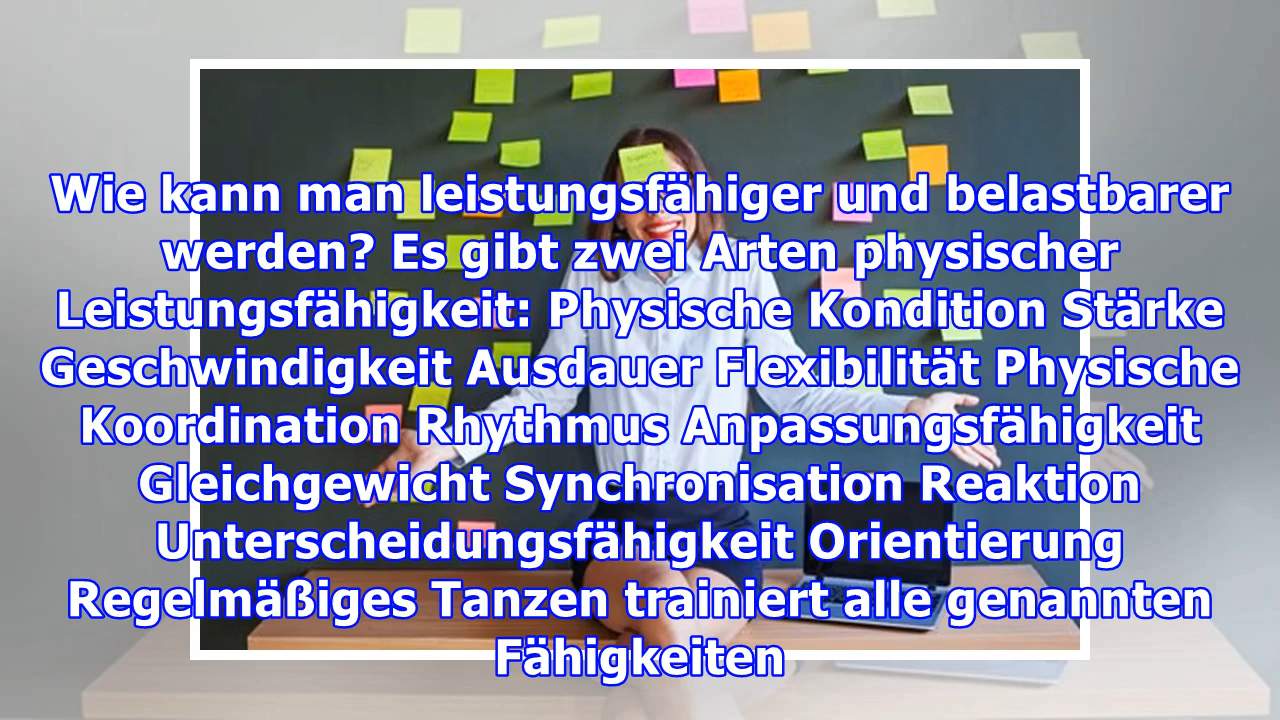 Wie kann man leistungsfähiger und belastbarer
werden? Es gibt zwei Arten physischer
Leistungsfähigkeit: Physische Kondition Stärke
Geschwindigkeit Ausdauer Flexibilität Physische
Koordination Rhythmus Anpassungsfähigkeit
Gleichgewicht Synchronisation Reaktion
Unterscheidungsfähigkeit Orientierung
Regelmäßiges Tanzen trainiert alle genannten
Fähigkeiten